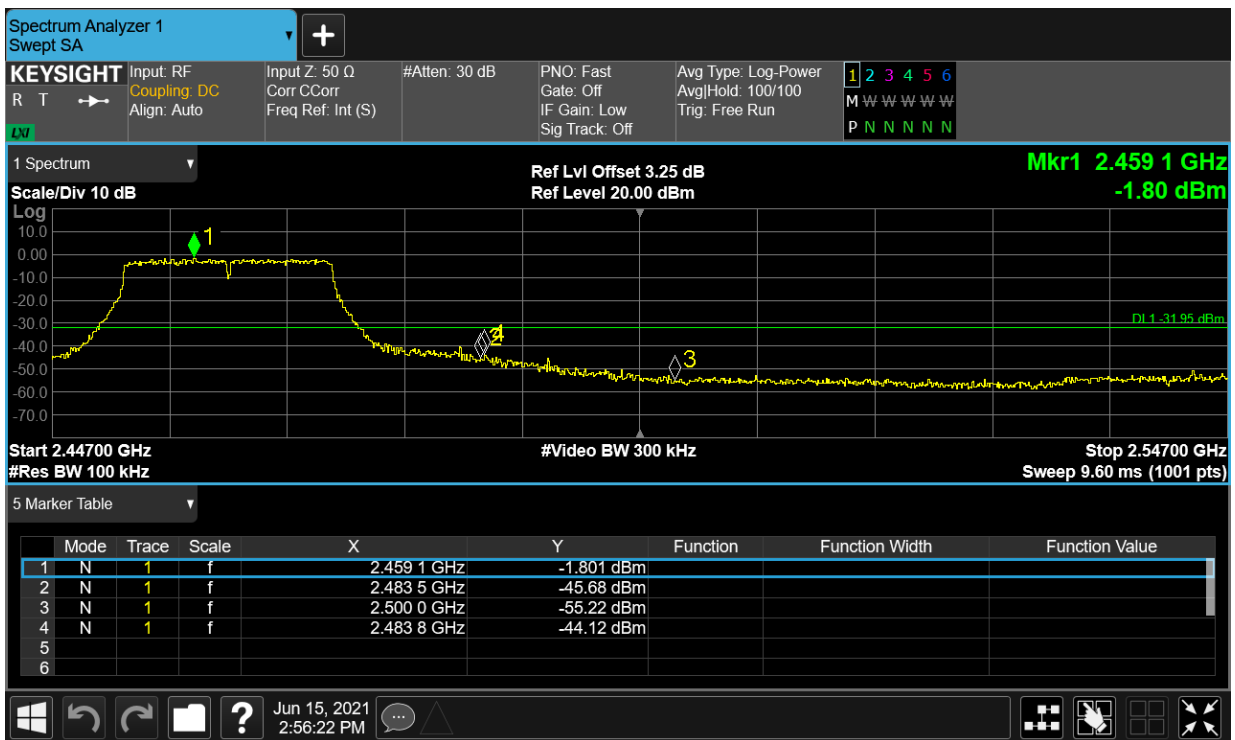 Spectrum Analyzer 1
Swept SA
+
KEYSIGHT Input: RF Input Z: 50 Ω #Atten: 30 dB PNO: Fast Avg Type: Log-Power 1 2 3 4 5 6
R T Coupling: DC Corr CCorr Gate: Off Avg|Hold: 100/100 M W W W W W
Align: Auto Freq Ref: Int (S) IF Gain: Low Trig: Free Run
LXI Sig Track: Off P N N N N N
1 Spectrum Ref Lvl Offset 3.25 dB Mkr1 2.459 1 GHz
Scale/Div 10 dB Ref Level 20.00 dBm -1.80 dBm
Log
10.0
1
0.00
-10.0
-20.0
-30.0 DL1 -31.95 dBm
-40.0 2 4
-50.0 3
-60.0
-70.0
Start 2.44700 GHz #Video BW 300 kHz Stop 2.54700 GHz
#Res BW 100 kHz Sweep 9.60 ms (1001 pts)
5 Marker Table
Mode Trace Scale X Y Function Function Width Function Value
1 N 1 f 2.459 1 GHz -1.801 dBm
2 N 1 f 2.483 5 GHz -45.68 dBm
3 N 1 f 2.500 0 GHz -55.22 dBm
4 N 1 f 2.483 8 GHz -44.12 dBm
5
6
? Jun 15, 2021
2:56:22 PM